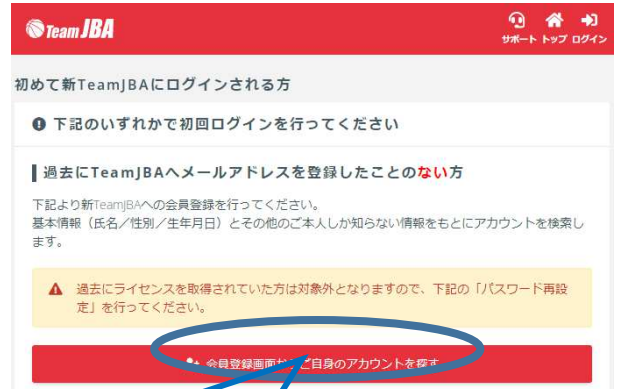 TeamJBA
サポート トップ ログイン
初めて新TeamJBAにログインされる方
下記のいずれかで初回ログインを行ってください
過去にTeamJBAへメールアドレスを登録したことのない方
下記より新TeamJBAへの会員登録を行ってください。
基本情報（氏名／性別／生年月日）とその他のご本人しか知らない情報をもとにアカウントを検索し
ます。
過去にライセンスを取得されていた方は対象外となりますので、下記の「パスワード再設
定」を行ってください。
会員登録画面からご自身のアカウントを探す